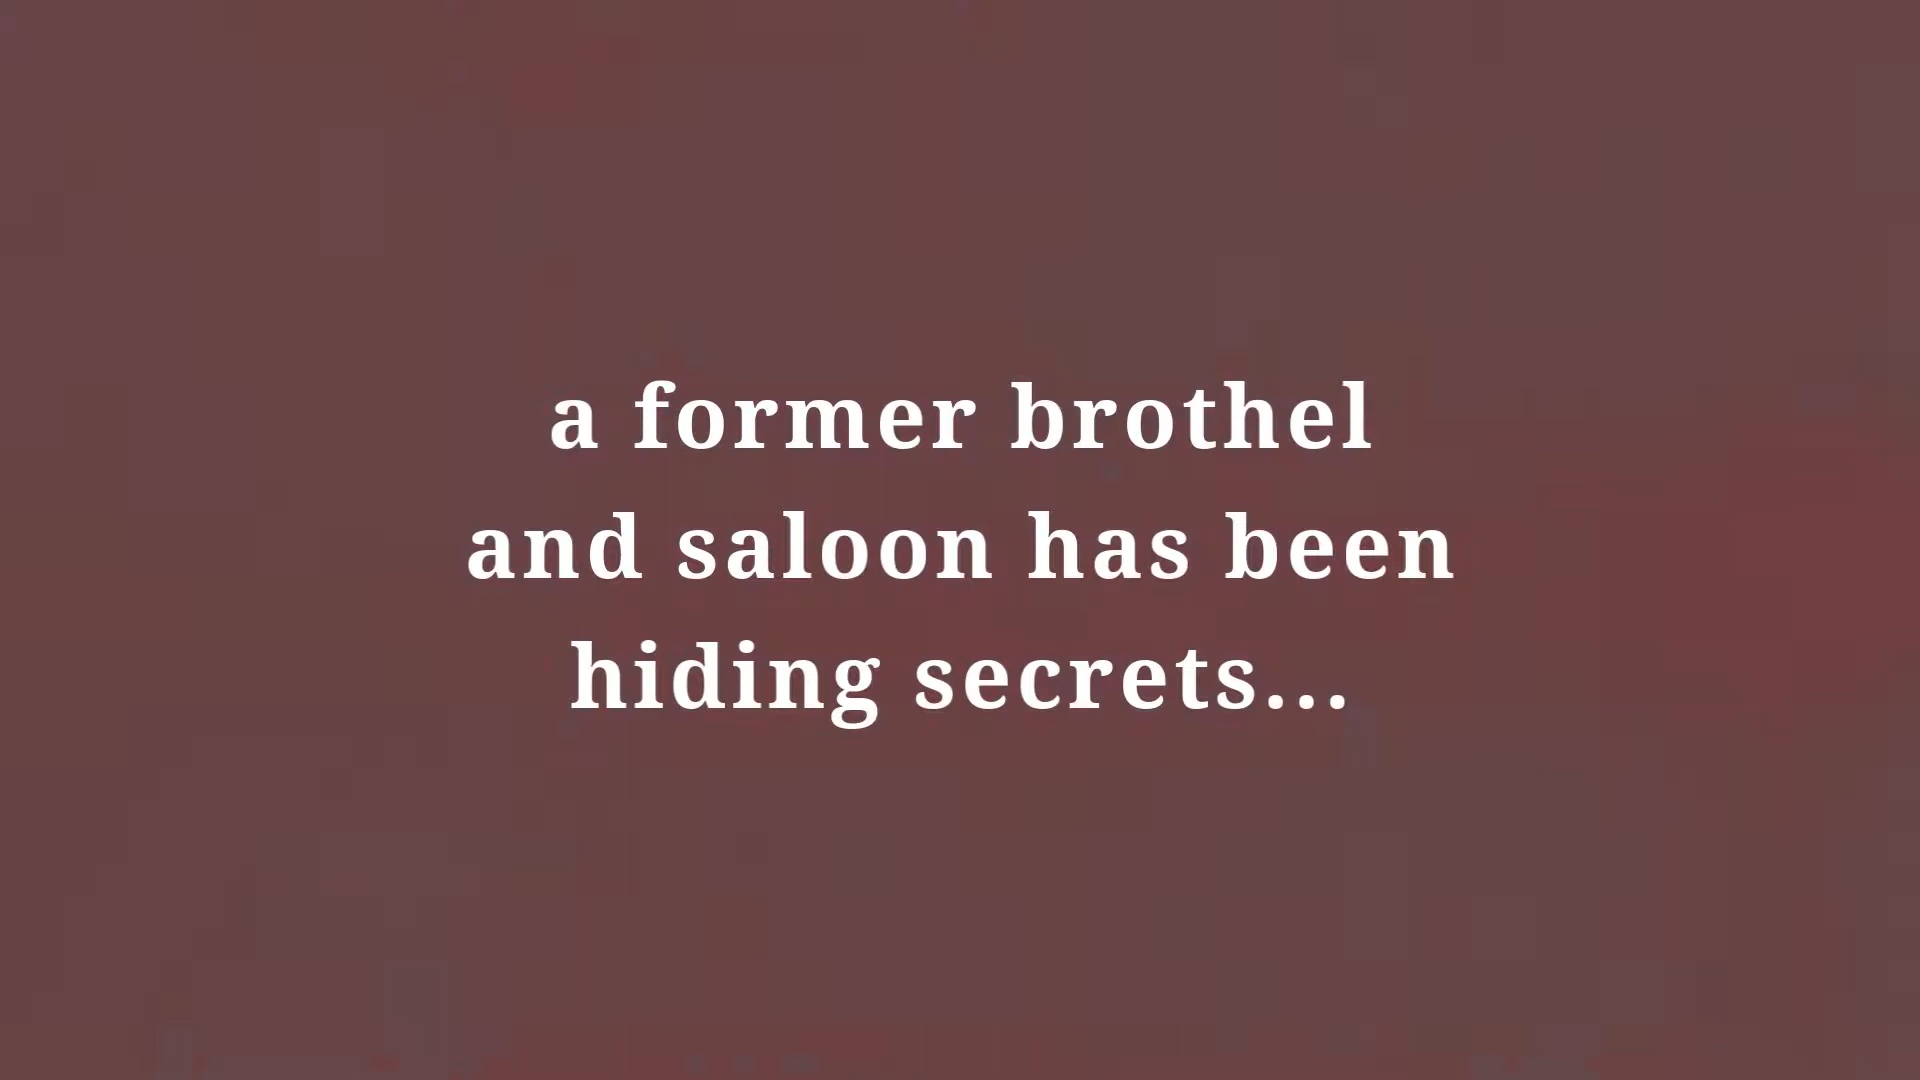 a former brothel
and saloon has been
hiding secrets...